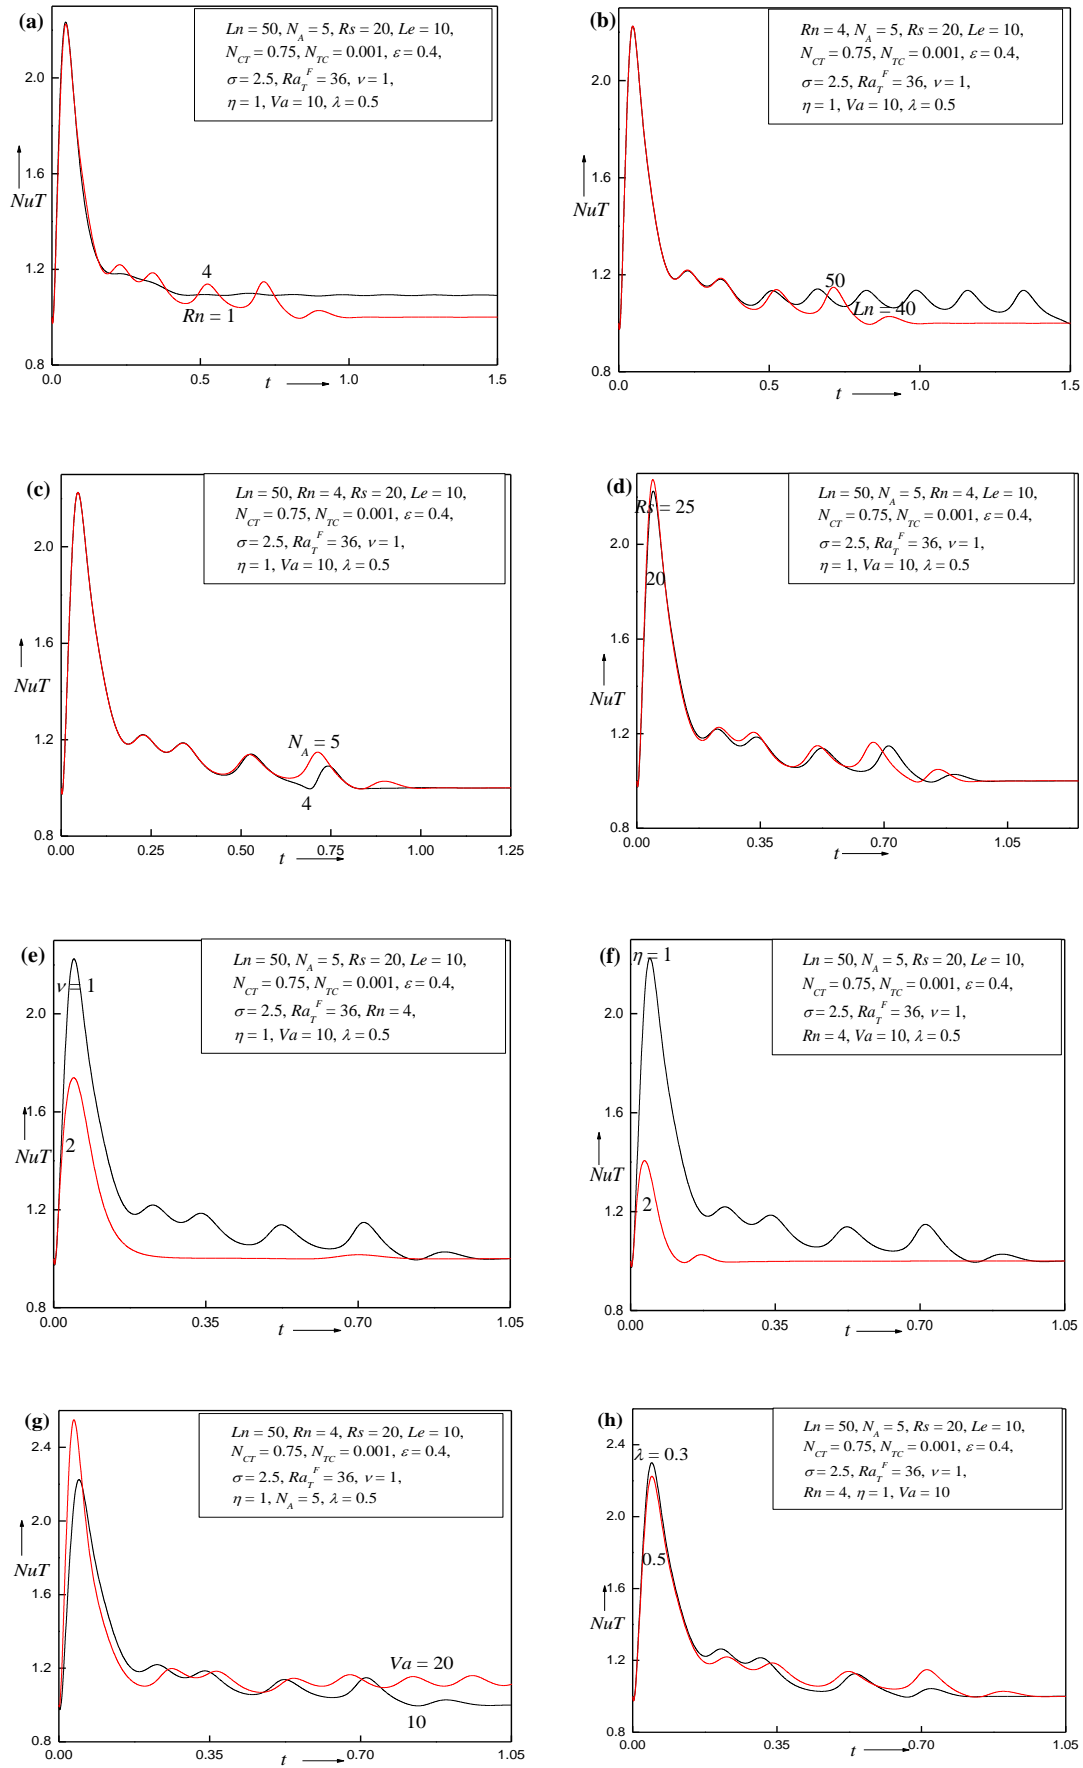 (a)
Ln = 50, N_A = 5, Rs = 20, Le = 10,
N_CT = 0.75, N_TC = 0.001, ε = 0.4,
σ = 2.5, Ra_T^F = 36, ν = 1,
η = 1, Va = 10, λ = 0.5
2.0
1.6
NuT
1.2
4
Rn = 1
0.8
0.0 0.5 1.0 1.5
t
(b)
Rn = 4, N_A = 5, Rs = 20, Le = 10,
N_CT = 0.75, N_TC = 0.001, ε = 0.4,
σ = 2.5, Ra_T^F = 36, ν = 1,
η = 1, Va = 10, λ = 0.5
2.0
1.6
NuT
1.2
50
Ln = 40
0.8
0.0 0.5 1.0 1.5
t
(c)
Ln = 50, Rn = 4, Rs = 20, Le = 10,
N_CT = 0.75, N_TC = 0.001, ε = 0.4,
σ = 2.5, Ra_T^F = 36, ν = 1,
η = 1, Va = 10, λ = 0.5
2.0
1.6
NuT
1.2
N_A = 5
4
0.8
0.00 0.25 0.50 0.75 1.00 1.25
t
(d)
Ln = 50, N_A = 5, Rn = 4, Le = 10,
N_CT = 0.75, N_TC = 0.001, ε = 0.4,
σ = 2.5, Ra_T^F = 36, ν = 1,
η = 1, Va = 10, λ = 0.5
Rs = 25
2.0
20
1.6
NuT
1.2
0.8
0.00 0.35 0.70 1.05
t
(e)
Ln = 50, N_A = 5, Rs = 20, Le = 10,
N_CT = 0.75, N_TC = 0.001, ε = 0.4,
σ = 2.5, Ra_T^F = 36, Rn = 4,
η = 1, Va = 10, λ = 0.5
ν = 1
2.0
1.6
2
NuT
1.2
0.8
0.00 0.35 0.70 1.05
t
(f)
Ln = 50, N_A = 5, Rs = 20, Le = 10,
N_CT = 0.75, N_TC = 0.001, ε = 0.4,
σ = 2.5, Ra_T^F = 36, ν = 1,
Rn = 4, Va = 10, λ = 0.5
η = 1
2.0
1.6
NuT
2
1.2
0.8
0.00 0.35 0.70 1.05
t
(g)
Ln = 50, Rn = 4, Rs = 20, Le = 10,
N_CT = 0.75, N_TC = 0.001, ε = 0.4,
σ = 2.5, Ra_T^F = 36, ν = 1,
η = 1, N_A = 5, λ = 0.5
2.4
2.0
NuT
1.6
1.2
Va = 20
10
0.8
0.00 0.35 0.70 1.05
t
(h)
Ln = 50, N_A = 5, Rs = 20, Le = 10,
N_CT = 0.75, N_TC = 0.001, ε = 0.4,
σ = 2.5, Ra_T^F = 36, ν = 1,
Rn = 4, η = 1, Va = 10
2.4
λ = 0.3
2.0
0.5
1.6
NuT
1.2
0.8
0.00 0.35 0.70 1.05
t